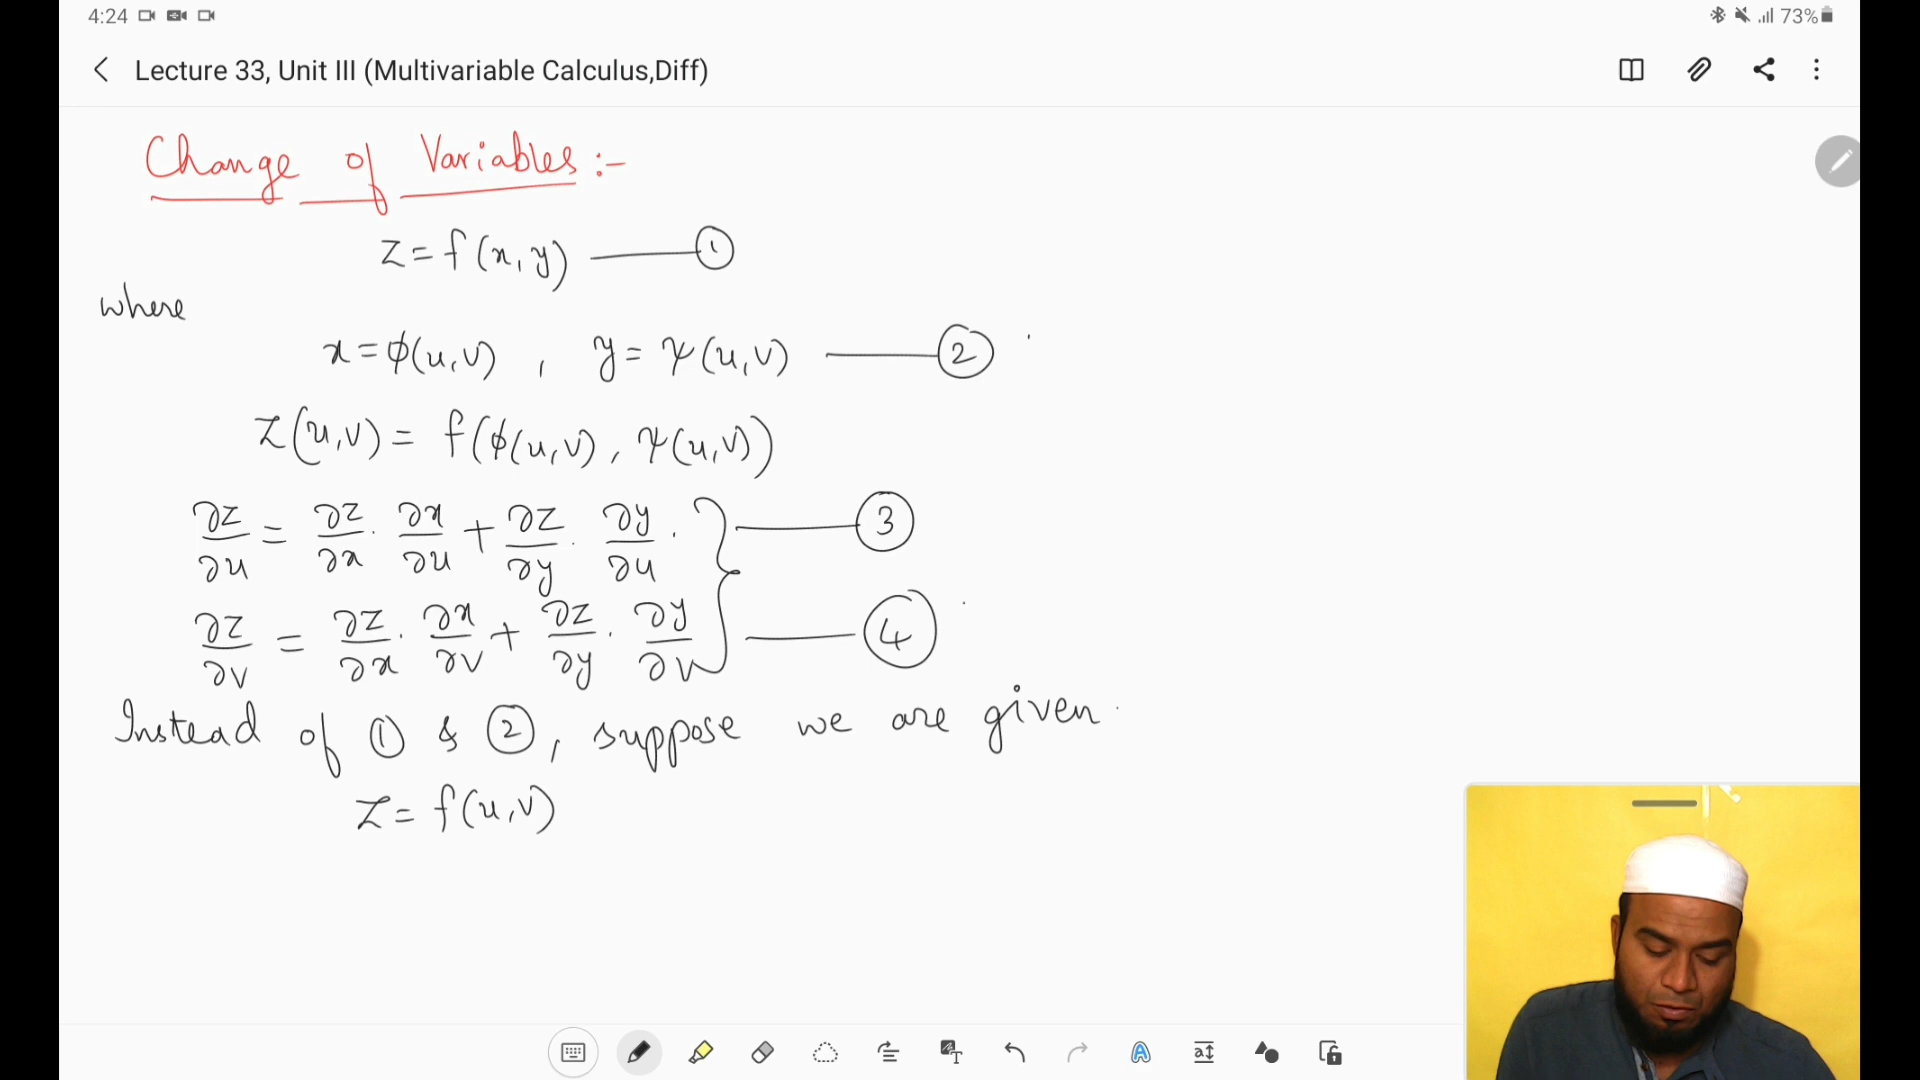 4:24
73%
Lecture 33, Unit III (Multivariable Calculus,Diff)
Change of Variables :-
z = f(x, y) ——— ①
where
x = ϕ(u, v) , y = ψ(u, v) ——— ②
z(u, v) = f(ϕ(u, v), ψ(u, v))
∂z/∂u = ∂z/∂x · ∂x/∂u + ∂z/∂y · ∂y/∂u · } ——— ③
∂z/∂v = ∂z/∂x · ∂x/∂v + ∂z/∂y · ∂y/∂v } ——— ④
Instead of ① & ②, suppose we are given
z = f(u, v)